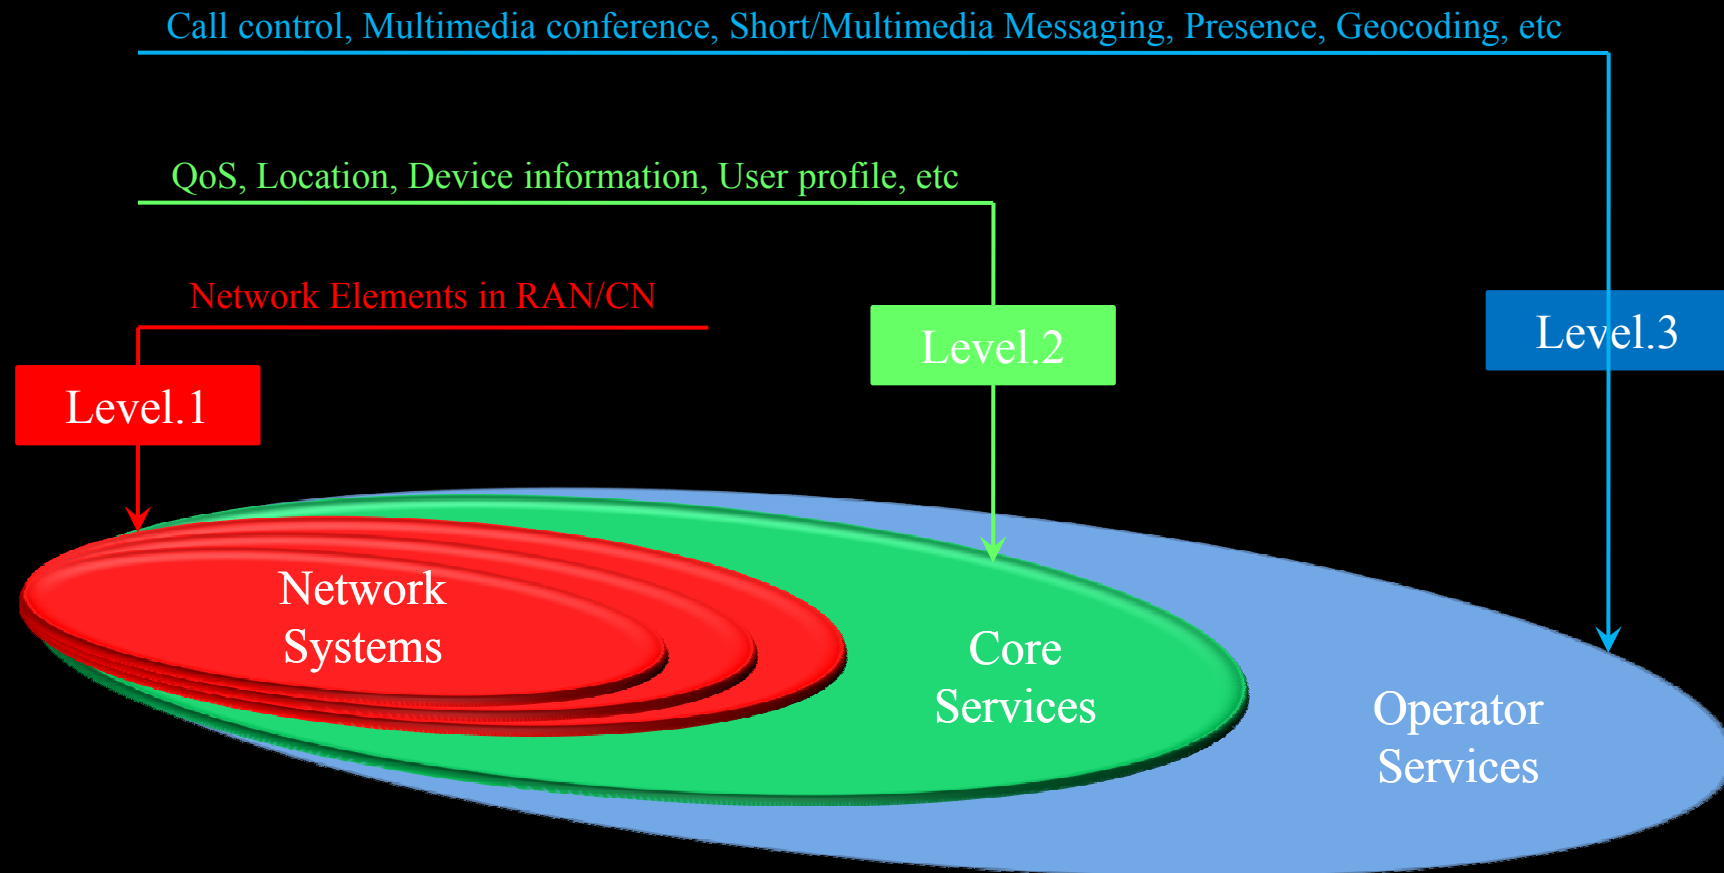 Call control, Multimedia conference, Short/Multimedia Messaging, Presence, Geocoding, etc
QoS, Location, Device information, User profile, etc
Network Elements in RAN/CN
Level.3
Level.2
Level.1
Network
Systems
Core
Services
Operator
Services